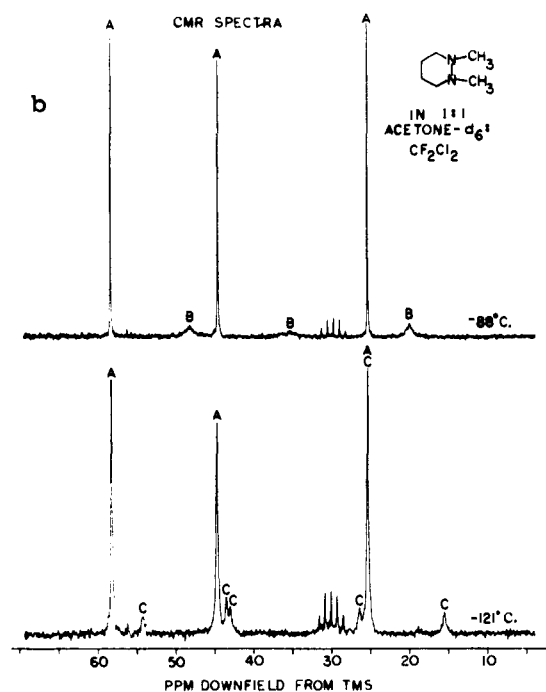 CMR SPECTRA
b
A
A
A
N-CH3
N-CH3
IN 1:1
ACETONE-d6:
CF2Cl2
B
B
B
-88°C.
A
A
A
C
C
C
C
C
C
-121°C.
60 50 40 30 20 10
PPM DOWNFIELD FROM TMS